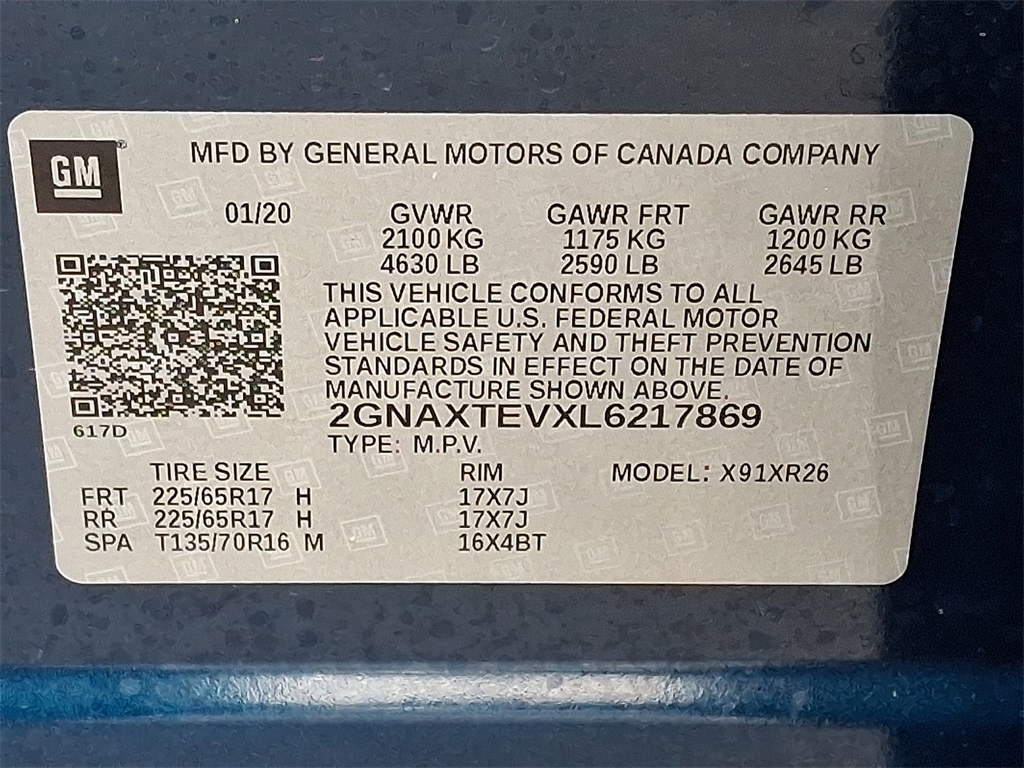 GM®
MFD BY GENERAL MOTORS OF CANADA COMPANY
01/20 GVWR GAWR FRT GAWR RR
2100 KG 1175 KG 1200 KG
4630 LB 2590 LB 2645 LB
THIS VEHICLE CONFORMS TO ALL
APPLICABLE U.S. FEDERAL MOTOR
VEHICLE SAFETY AND THEFT PREVENTION
STANDARDS IN EFFECT ON THE DATE OF
MANUFACTURE SHOWN ABOVE.
2GNAXTEVXL6217869
617D
TYPE: M.P.V.
TIRE SIZE RIM MODEL: X91XR26
FRT 225/65R17 H 17X7J
RR 225/65R17 H 17X7J
SPA T135/70R16 M 16X4BT